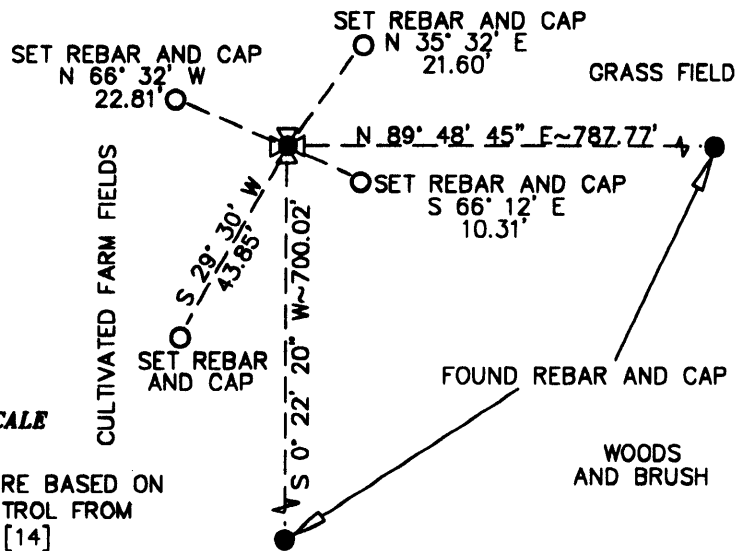 SET REBAR AND CAP
N 35° 32' E
21.60'
SET REBAR AND CAP
N 66° 32' W
22.81'
GRASS FIELD
N 89° 48' 45" E~787.77'
SET REBAR AND CAP
S 66° 12' E
10.31'
CULTIVATED FARM FIELDS
S 29° 30' W
43.85'
S 0° 22' 20" W~700.02'
SET REBAR
AND CAP
FOUND REBAR AND CAP
CALE
WOODS
AND BRUSH
RE BASED ON
TROL FROM
[14]